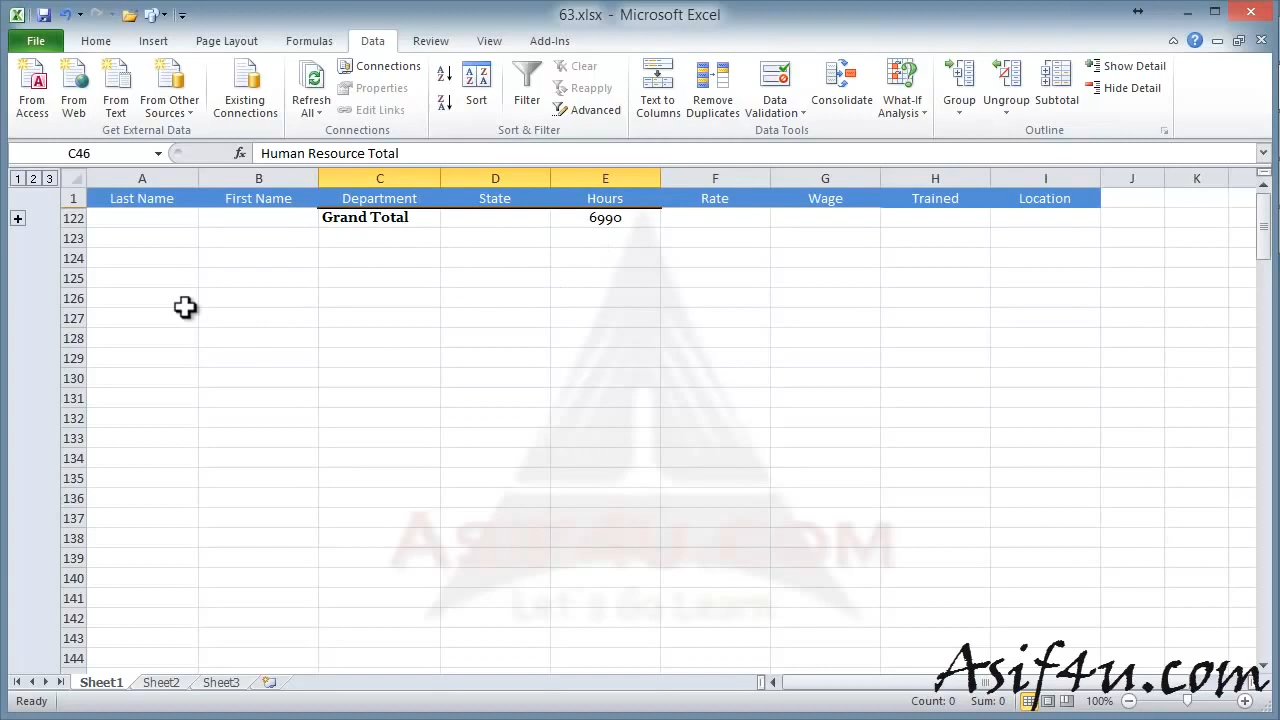 63.xlsx - Microsoft Excel
File Home Insert Page Layout Formulas Data Review View Add-Ins
From Access
From Web
From Text
From Other Sources
Existing Connections
Get External Data
Refresh All
Connections
Properties
Edit Links
Connections
Sort
Filter
Clear
Reapply
Advanced
Sort & Filter
Text to Columns
Remove Duplicates
Data Validation
Consolidate
What-If Analysis
Data Tools
Group
Ungroup
Subtotal
Show Detail
Hide Detail
Outline
C46 fx Human Resource Total
1 2 3 A B C D E F G H I J K
1 Last Name First Name Department State Hours Rate Wage Trained Location
122 Grand Total 6990
123
124
125
126
127
128
129
130
131
132
133
134
135
136
137
138
139
140
141
142
143
144
Asif4u.com
Let's Go Learn
Asif4u.com
Sheet1 Sheet2 Sheet3
Ready Count: 0 Sum: 0 100%